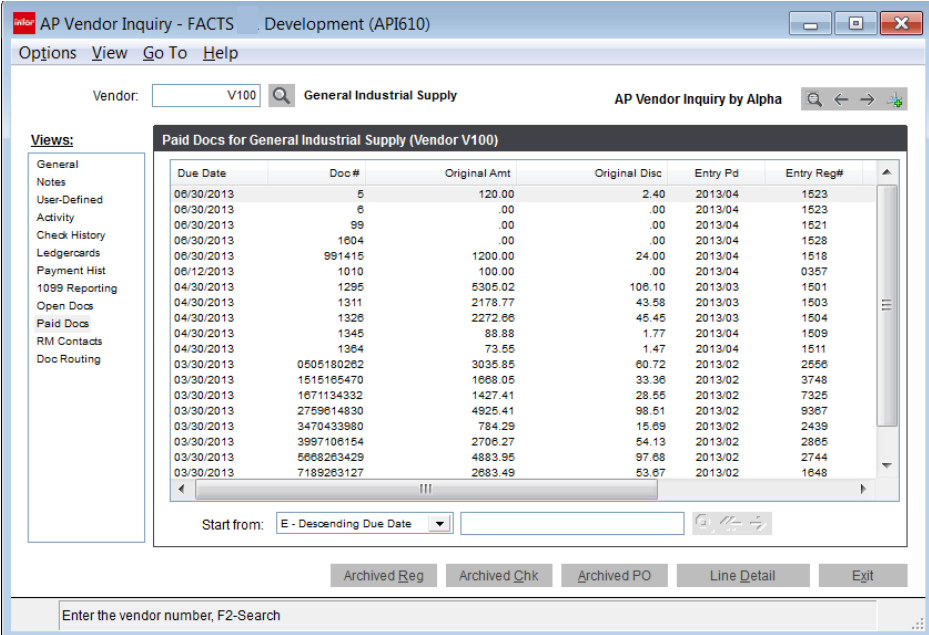 infor AP Vendor Inquiry - FACTS . Development (API610)
Options View Go To Help
Vendor: V100 General Industrial Supply AP Vendor Inquiry by Alpha
Views:
General
Notes
User-Defined
Activity
Check History
Ledgercards
Payment Hist
1099 Reporting
Open Docs
Paid Docs
RM Contacts
Doc Routing
Paid Docs for General Industrial Supply (Vendor V100)
Due Date Doc # Original Amt Original Disc Entry Pd Entry Reg#
06/30/2013 5 120.00 2.40 2013/04 1523
06/30/2013 6 .00 .00 2013/04 1523
06/30/2013 99 .00 .00 2013/04 1521
06/30/2013 1604 .00 .00 2013/04 1528
06/30/2013 991415 1200.00 24.00 2013/04 1518
06/12/2013 1010 100.00 .00 2013/04 0357
04/30/2013 1295 5305.02 106.10 2013/03 1501
04/30/2013 1311 2178.77 43.58 2013/03 1503
04/30/2013 1326 2272.66 45.45 2013/03 1504
04/30/2013 1345 88.88 1.77 2013/04 1509
04/30/2013 1364 73.55 1.47 2013/04 1511
03/30/2013 0505180262 3035.85 60.72 2013/02 2556
03/30/2013 1515165470 1668.05 33.36 2013/02 3748
03/30/2013 1671134332 1427.41 28.55 2013/02 7325
03/30/2013 2759614830 4925.41 98.51 2013/02 9367
03/30/2013 3470433980 784.29 15.69 2013/02 2439
03/30/2013 3997106154 2706.27 54.13 2013/02 2865
03/30/2013 5668263429 4883.95 97.68 2013/02 2744
03/30/2013 7189263127 2683.49 53.67 2013/02 1648
Start from: E - Descending Due Date
Archived Reg Archived Chk Archived PO Line Detail Exit
Enter the vendor number, F2-Search